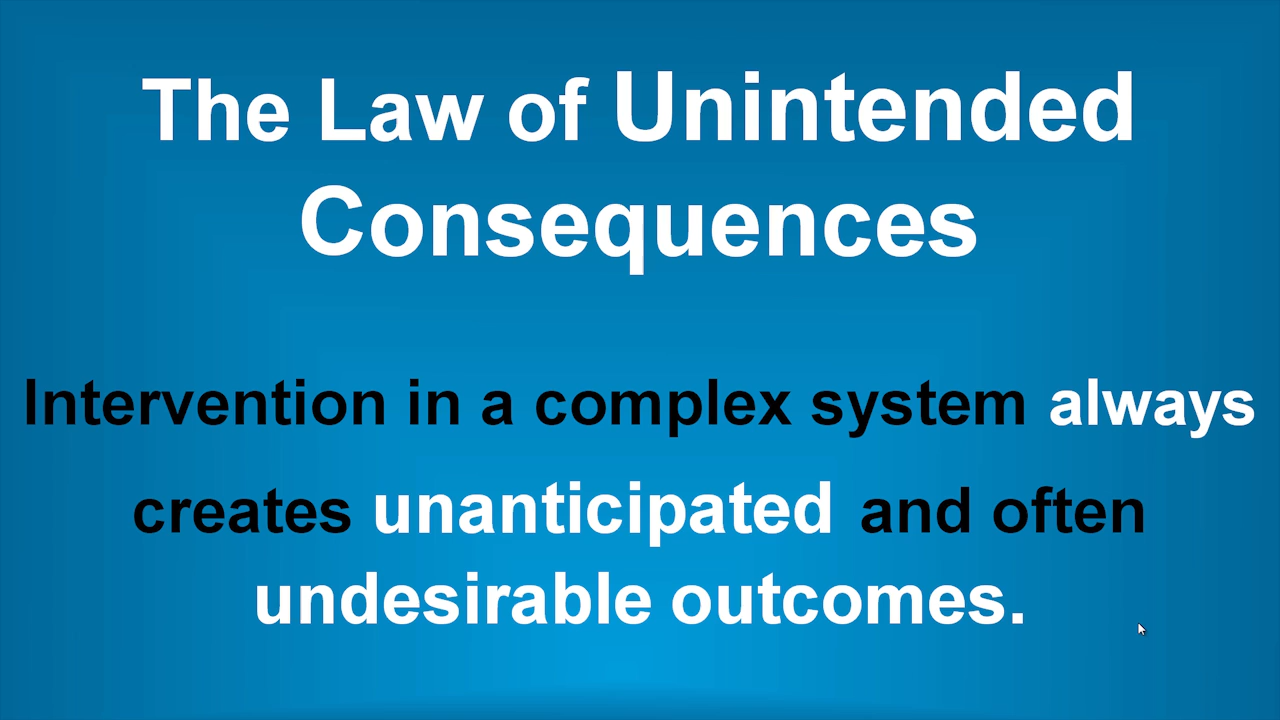 The Law of Unintended
Consequences
Intervention in a complex system always
creates unanticipated and often
undesirable outcomes.